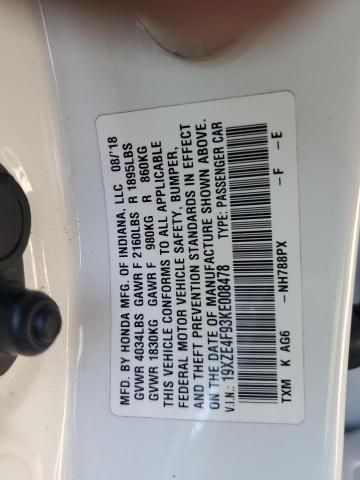 MFD. BY HONDA MFG. OF INDIANA, LLC 08/'18
GVWR 4034LBS GAWR F 2160LBS R 1895LBS
GVWR 1830KG GAWR F 980KG R 860KG
THIS VEHICLE CONFORMS TO ALL APPLICABLE
FEDERAL MOTOR VEHICLE SAFETY, BUMPER,
AND THEFT PREVENTION STANDARDS IN EFFECT
ON THE DATE OF MANUFACTURE SHOWN ABOVE.
V.I.N.: 19XZE4F93KE008478 TYPE: PASSENGER CAR
TXM K AG6 -NH788PX -F -E